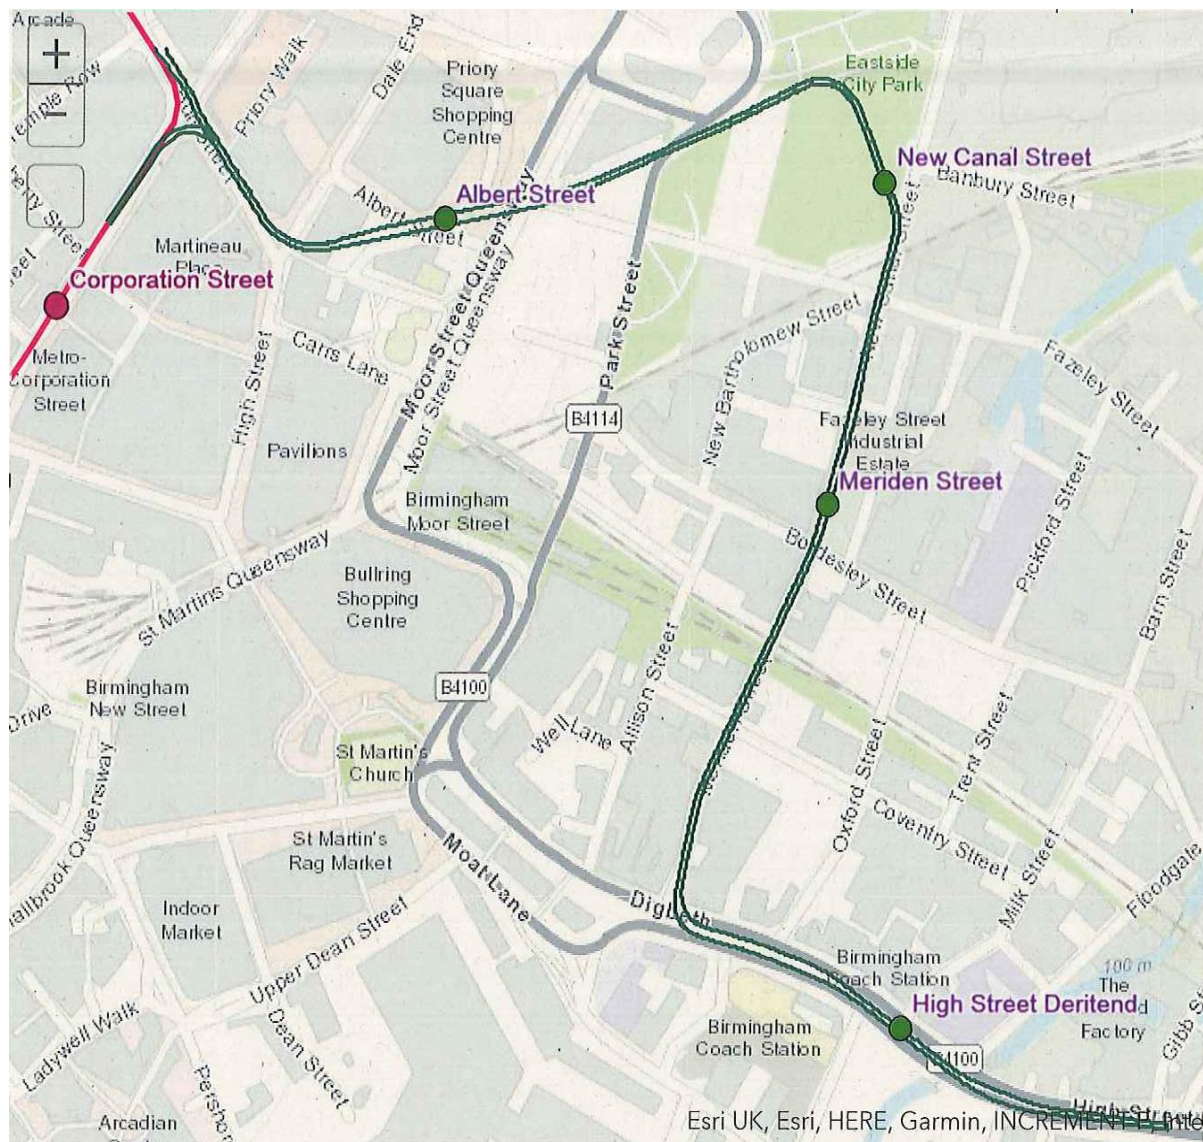 Arcade
+
Temple Row
Priory Walk
Dale End
Priory
Square
Shopping
Centre
Eastside
City Park
New Canal Street
Banbury Street
Albert Street
Albert Street
Martineau
Corporation Street
Metro-
Corporation
Street
High Street
Carrs Lane
Moor Street Queensway
Moor Street Queensway
Park Street
New Bartholomew Street
Fazeley Street
B4114
Fazeley Street
Industrial
Estate
Pavilions
Meriden Street
Birmingham
Moor Street
Bordesley Street
Pickford Street
Barn Street
St Martins Queensway
Bullring
Shopping
Centre
Birmingham
New Street
B4100
Drive
Well Lane
Allison Street
St Martin's
Church
Oxford Street
Trent Street
Coventry Street
Milk Street
Floodgate
St Martin's
Rag Market
Moat Lane
Digbeth
Indoor
Market
Upper Dean Street
Dean Street
Ladywell Walk
Birmingham
Coach Station
100 m
The
Factory
High Street Deritend
Birmingham
Coach Station
B4100
Arcadian
Esri UK, Esri, HERE, Garmin, INCREMENT P,